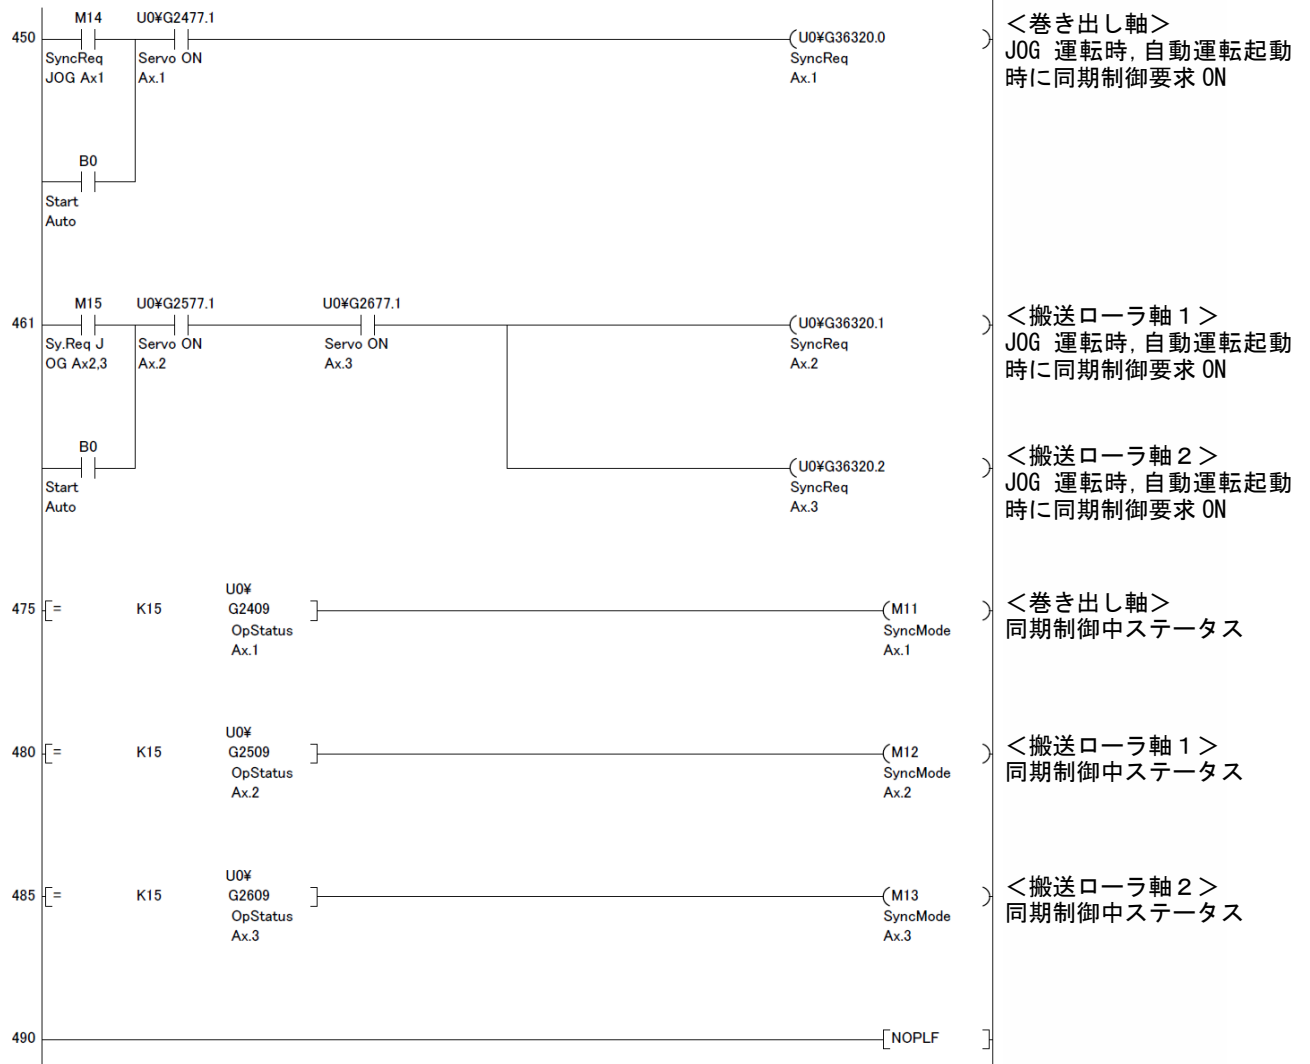 M14 U0¥G2477.1
450 (U0¥G36320.0 )
SyncReq Servo ON SyncReq
JOG Ax1 Ax.1 Ax.1
<巻き出し軸>
JOG 運転時,自動運転起動
時に同期制御要求 ON
B0
Start
Auto
M15 U0¥G2577.1 U0¥G2677.1
461 (U0¥G36320.1 )
Sy.Req J Servo ON Servo ON SyncReq
OG Ax2,3 Ax.2 Ax.3 Ax.2
<搬送ローラ軸1>
JOG 運転時,自動運転起動
時に同期制御要求 ON
B0
(U0¥G36320.2 )
Start SyncReq
Auto Ax.3
<搬送ローラ軸2>
JOG 運転時,自動運転起動
時に同期制御要求 ON
U0¥
475 [= K15 G2409 ] (M11 )
OpStatus SyncMode
Ax.1 Ax.1
<巻き出し軸>
同期制御中ステータス
U0¥
480 [= K15 G2509 ] (M12 )
OpStatus SyncMode
Ax.2 Ax.2
<搬送ローラ軸1>
同期制御中ステータス
U0¥
485 [= K15 G2609 ] (M13 )
OpStatus SyncMode
Ax.3 Ax.3
<搬送ローラ軸2>
同期制御中ステータス
490 [NOPLF ]